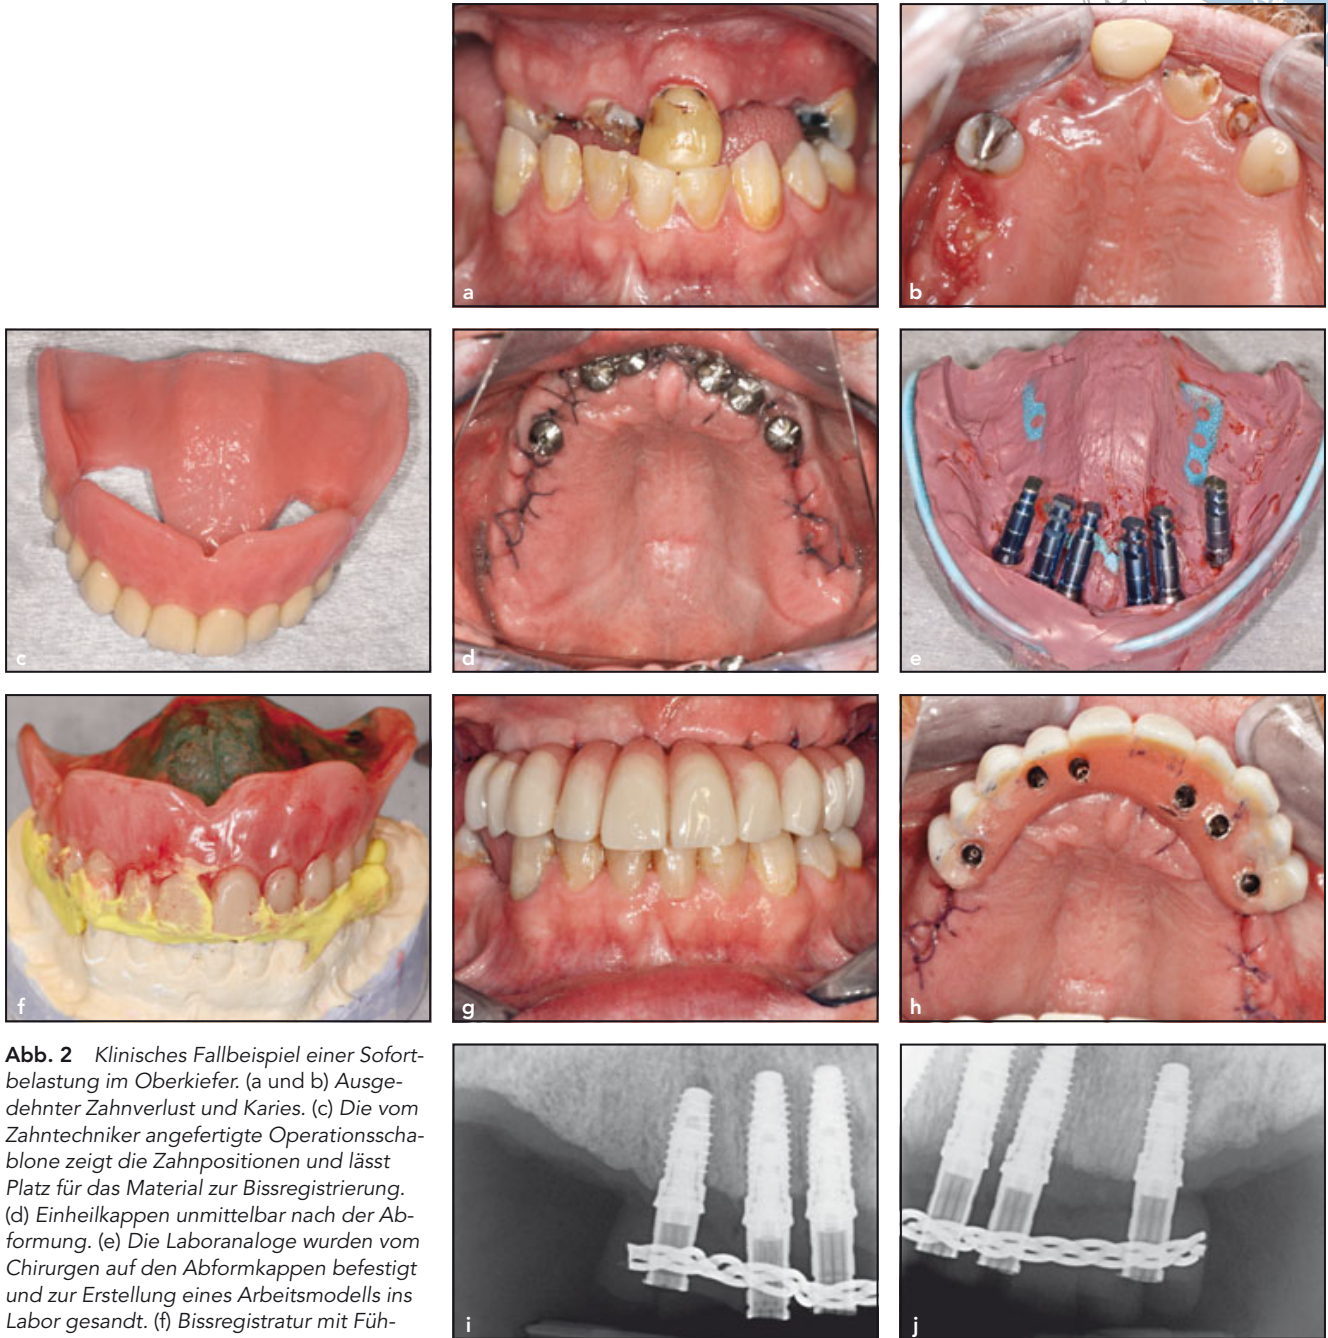 a
b
c
d
e
f
g
h
Abb. 2 Klinisches Fallbeispiel einer Sofort-
belastung im Oberkiefer. (a und b) Ausge-
dehnter Zahnverlust und Karies. (c) Die vom
Zahntechniker angefertigte Operationsscha-
blone zeigt die Zahnpositionen und lässt
Platz für das Material zur Bissregistrierung.
(d) Einheilkappen unmittelbar nach der Ab-
formung. (e) Die Laboranaloge wurden vom
Chirurgen auf den Abformkappen befestigt
und zur Erstellung eines Arbeitsmodells ins
Labor gesandt. (f) Bissregistratur mit Füh-
i
j